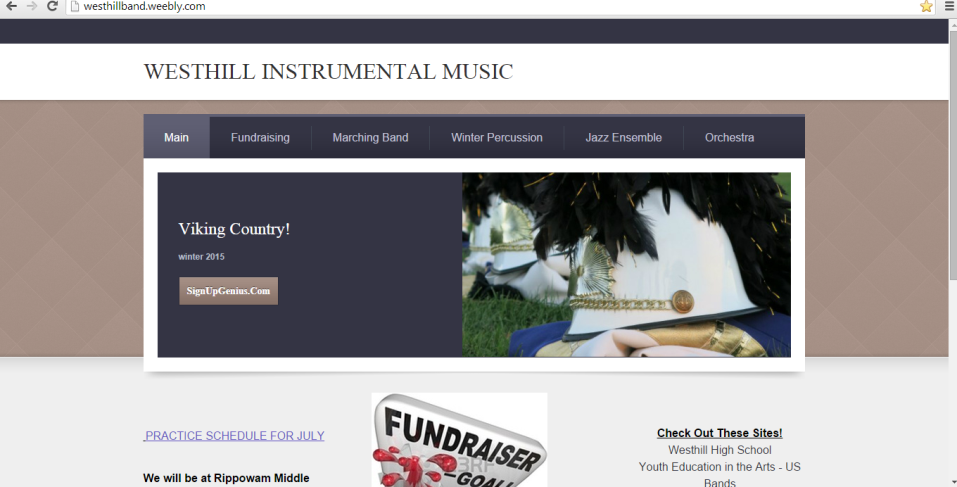 westhillband.weebly.com
WESTHILL INSTRUMENTAL MUSIC
Main Fundraising Marching Band Winter Percussion Jazz Ensemble Orchestra
Viking Country!
winter 2015
SignUpGenius.Com
PRACTICE SCHEDULE FOR JULY
We will be at Rippowam Middle
FUNDRAISER
GOAL
Check Out These Sites!
Westhill High School
Youth Education in the Arts - US
Bands